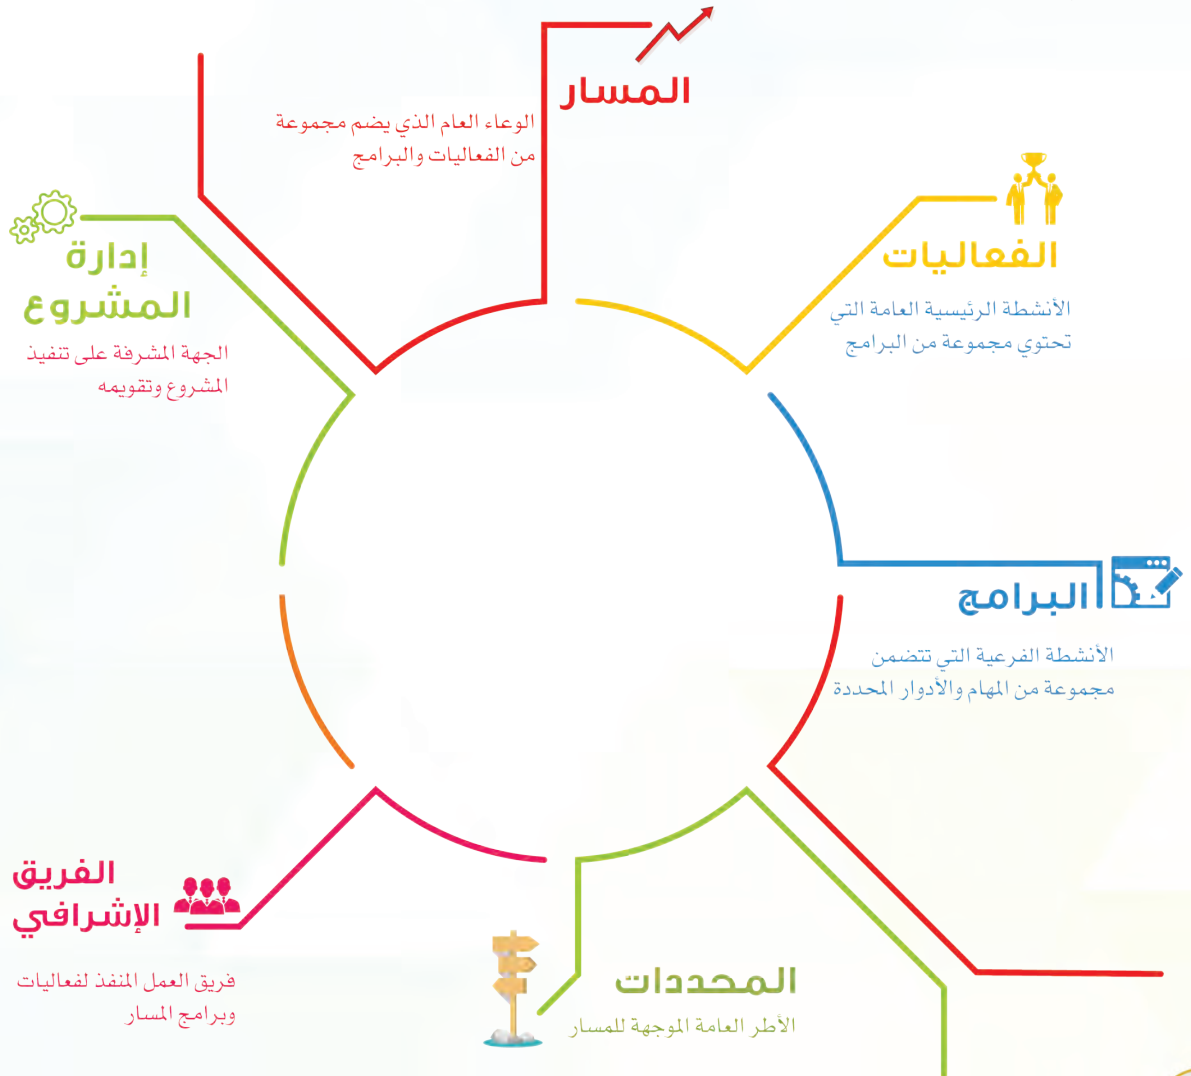 المسار
الوعاء العام الذي يضم مجموعة
من الفعاليات والبرامج
الفعاليات
الأنشطة الرئيسية العامة التي
تحتوي مجموعة من البرامج
البرامج
الأنشطة الفرعية التي تتضمن
مجموعة من المهام والأدوار المحددة
المحددات
الأطر العامة الموجهة للمسار
الفريق
الإشرافي
فريق العمل المنفذ لفعاليات
وبرامج المسار
إدارة
المشروع
الجهة المشرفة على تنفيذ
المشروع وتقويمه